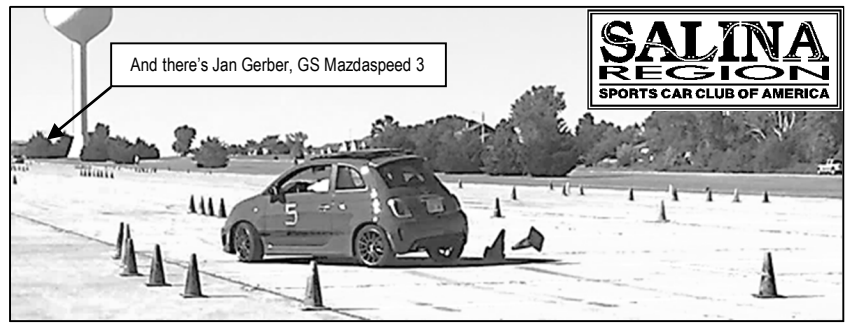 And there's Jan Gerber, GS Mazdaspeed 3
SALINA
REGION
SPORTS CAR CLUB OF AMERICA
5